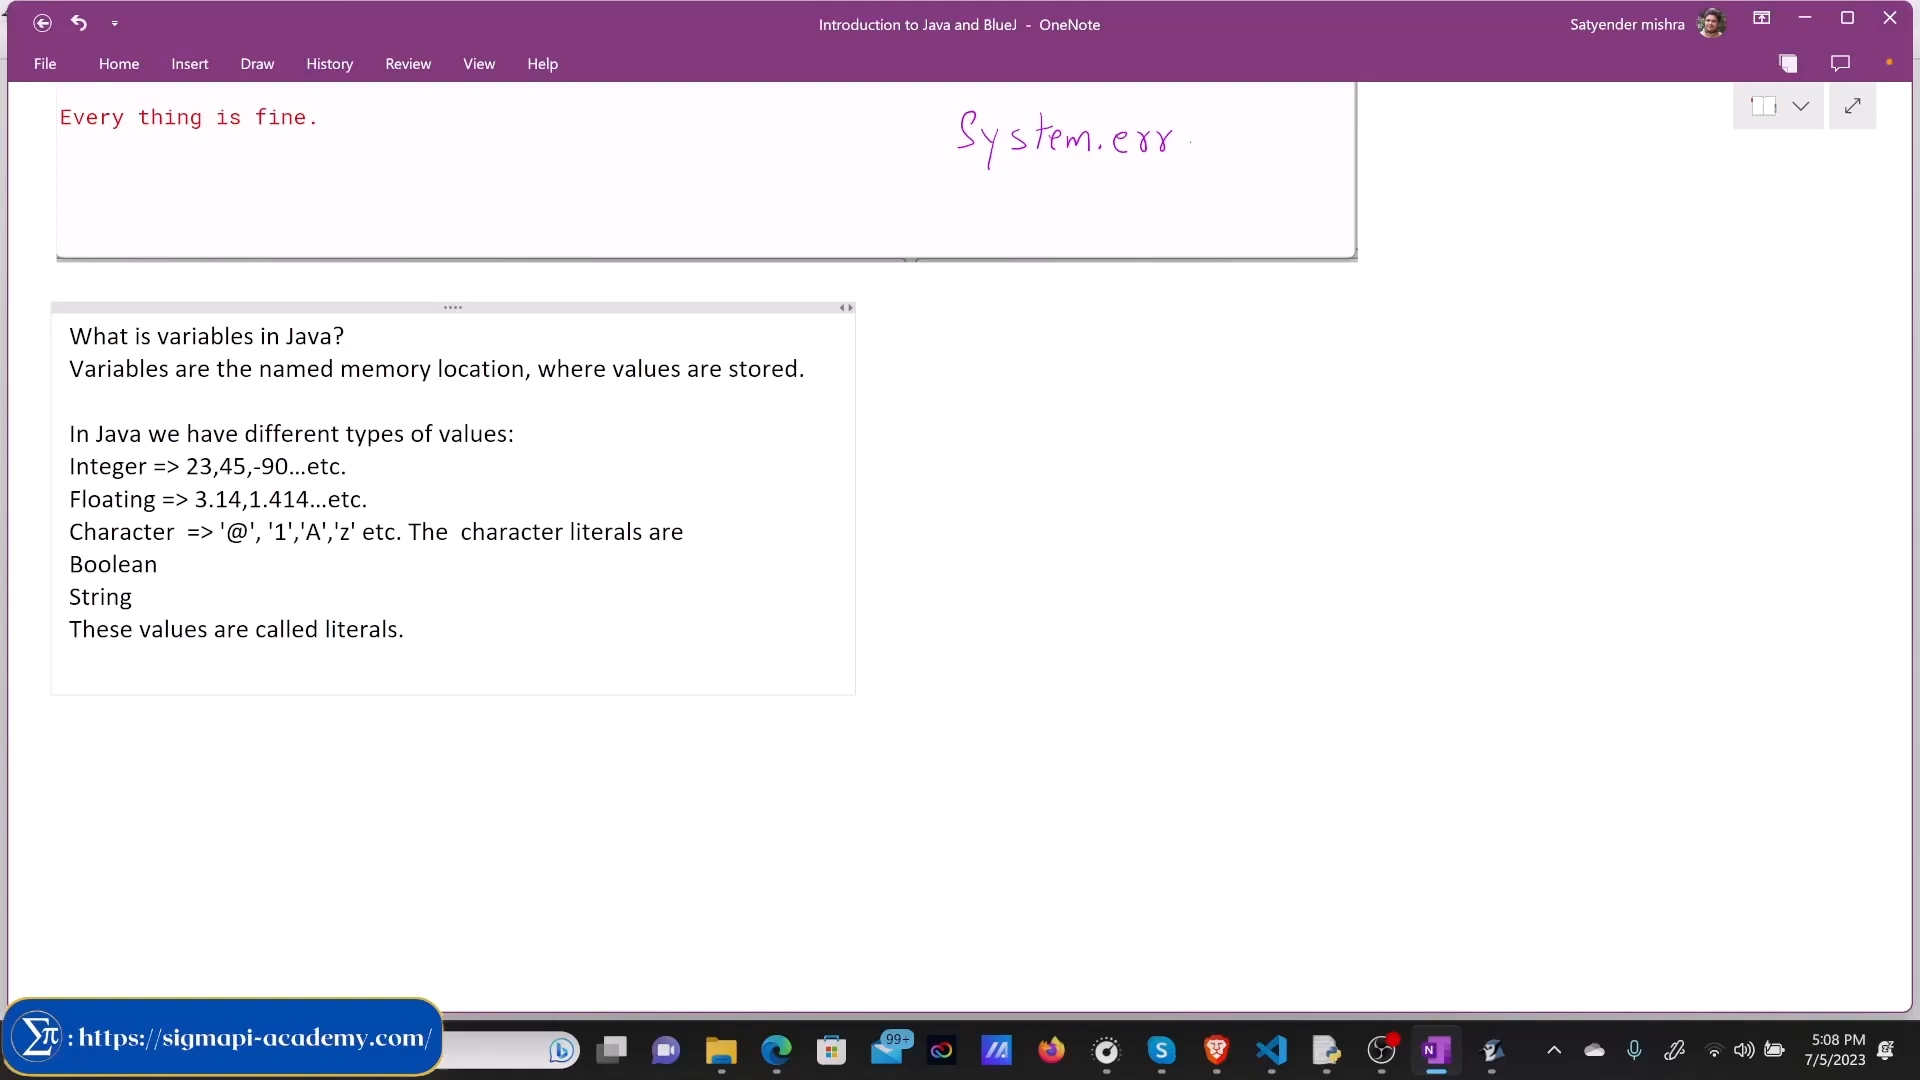 Introduction to Java and BlueJ - OneNote
Satyender mishra
File Home Insert Draw History Review View Help
Every thing is fine.
System.err
What is variables in Java?
Variables are the named memory location, where values are stored.
In Java we have different types of values:
Integer => 23,45,-90...etc.
Floating => 3.14,1.414...etc.
Character  => '@', '1','A','z' etc. The  character literals are
Boolean
String
These values are called literals.
Σπ : https://sigmapi-academy.com/
99+
5:08 PM
7/5/2023